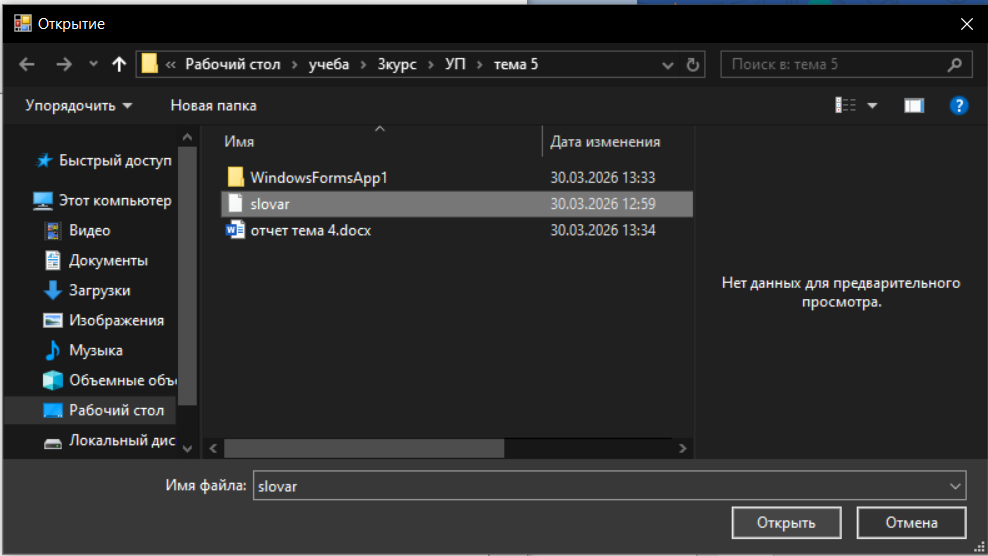 Открытие
« Рабочий стол › учеба › 3курс › УП › тема 5
Поиск в: тема 5
Упорядочить
Новая папка
?
Быстрый доступ
Этот компьютер
Видео
Документы
Загрузки
Изображения
Музыка
Объемные объ
Рабочий стол
Локальный дис
Имя Дата изменения
WindowsFormsApp1 30.03.2026 13:33
slovar 30.03.2026 12:59
отчет тема 4.docx 30.03.2026 13:34
Нет данных для предварительного
просмотра.
Имя файла: slovar
Открыть Отмена